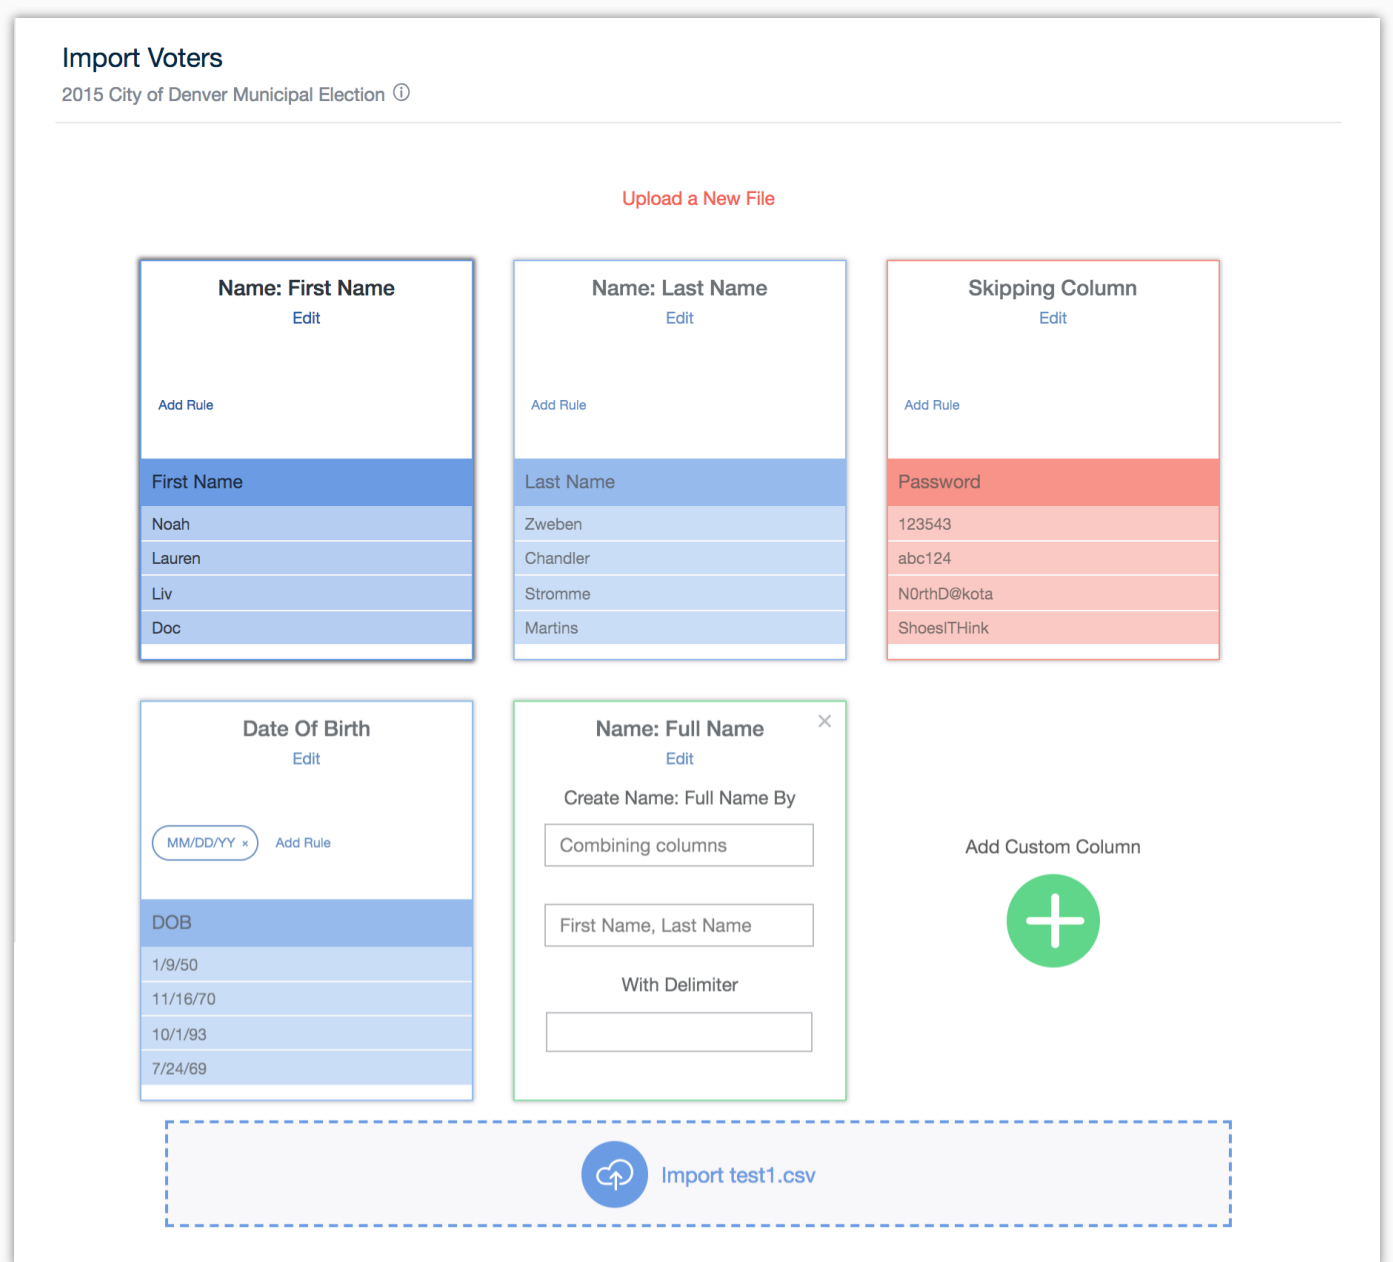 Import Voters
2015 City of Denver Municipal Election
Upload a New File
Name: First Name
Edit
Add Rule
First Name
Noah
Lauren
Liv
Doc
Name: Last Name
Edit
Add Rule
Last Name
Zweben
Chandler
Stromme
Martins
Skipping Column
Edit
Add Rule
Password
123543
abc124
N0rthD@kota
ShoesITHink
Date Of Birth
Edit
MM/DD/YY × Add Rule
DOB
1/9/50
11/16/70
10/1/93
7/24/69
Name: Full Name
Edit
Create Name: Full Name By
Combining columns
First Name, Last Name
With Delimiter
Add Custom Column
Import test1.csv